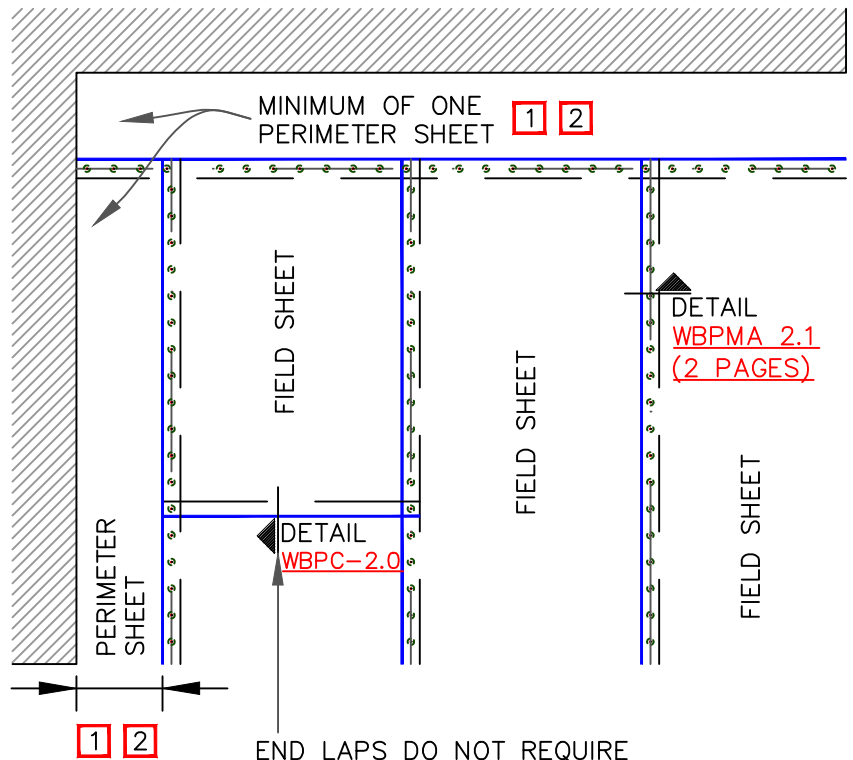 MINIMUM OF ONE
PERIMETER SHEET
1 2
FIELD SHEET
DETAIL
WBPMA 2.1
(2 PAGES)
FIELD SHEET
FIELD SHEET
DETAIL
WBPC-2.0
PERIMETER
SHEET
1 2
END LAPS DO NOT REQUIRE